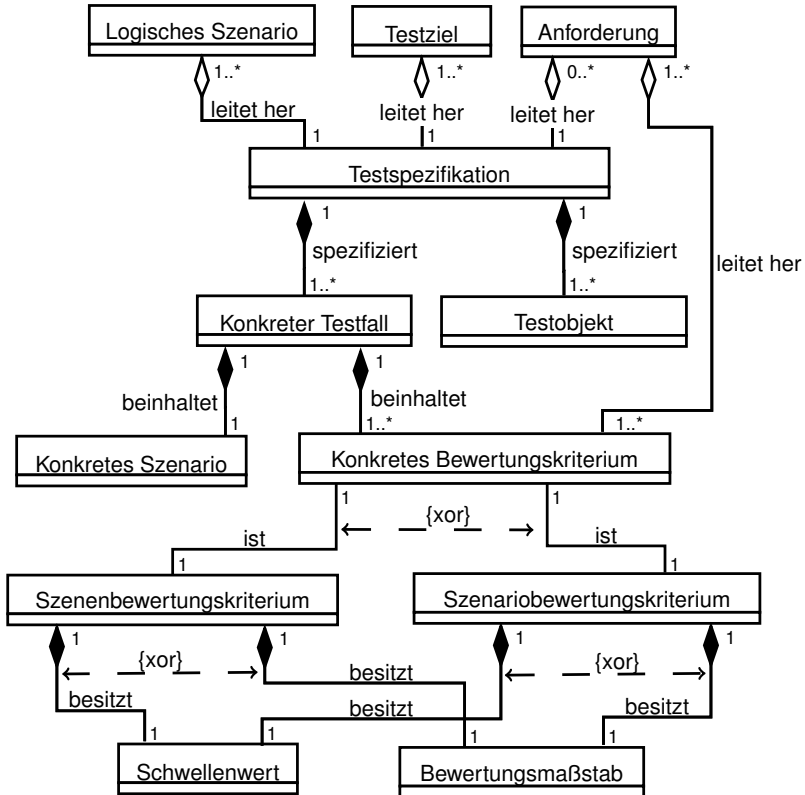 Logisches Szenario
Testziel
Anforderung
1..*
1..*
0..*
1..*
leitet her
leitet her
leitet her
1
1
1
Testspezifikation
1
1
spezifiziert
spezifiziert
leitet her
1..*
1..*
Konkreter Testfall
Testobjekt
1
1
beinhaltet
beinhaltet
1
1..*
1..*
Konkretes Szenario
Konkretes Bewertungskriterium
1
1
{xor}
ist
ist
1
1
Szenenbewertungskriterium
Szenariobewertungskriterium
1
1
1
1
{xor}
{xor}
besitzt
besitzt
besitzt
besitzt
1
1
1
1
Schwellenwert
Bewertungsmaßstab